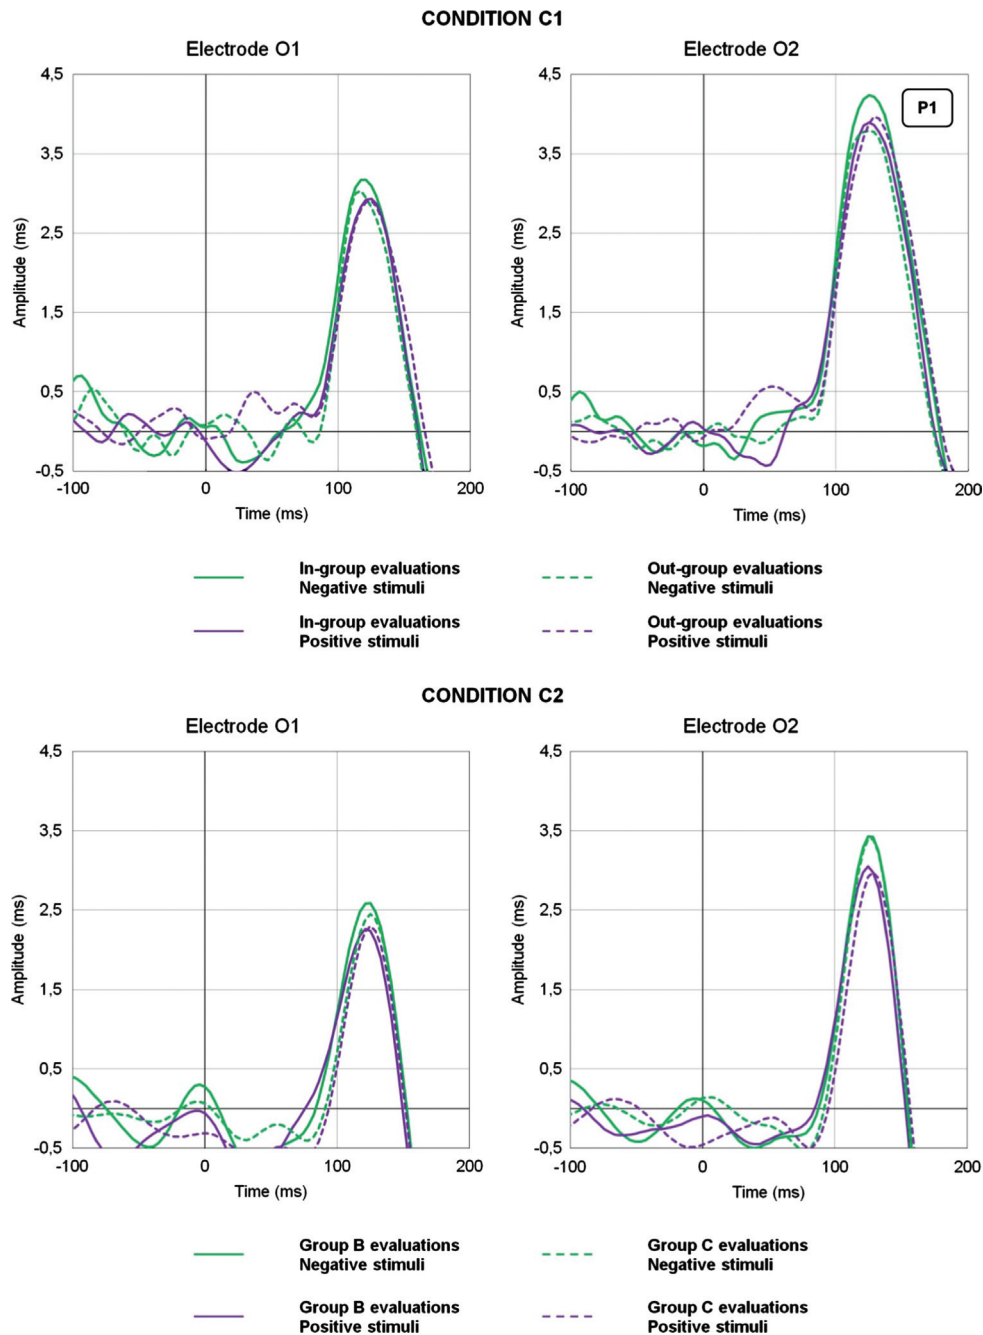 CONDITION C1
Electrode O1
Electrode O2
4,5
3,5
2,5
1,5
0,5
-0,5
Amplitude (ms)
-100
0
100
200
Time (ms)
4,5
3,5
2,5
1,5
0,5
-0,5
Amplitude (ms)
P1
-100
0
100
200
Time (ms)
In-group evaluations
Negative stimuli
Out-group evaluations
Negative stimuli
In-group evaluations
Positive stimuli
Out-group evaluations
Positive stimuli
CONDITION C2
Electrode O1
Electrode O2
4,5
3,5
2,5
1,5
0,5
-0,5
Amplitude (ms)
-100
0
100
200
Time (ms)
4,5
3,5
2,5
1,5
0,5
-0,5
Amplitude (ms)
-100
0
100
200
Time (ms)
Group B evaluations
Negative stimuli
Group C evaluations
Negative stimuli
Group B evaluations
Positive stimuli
Group C evaluations
Positive stimuli